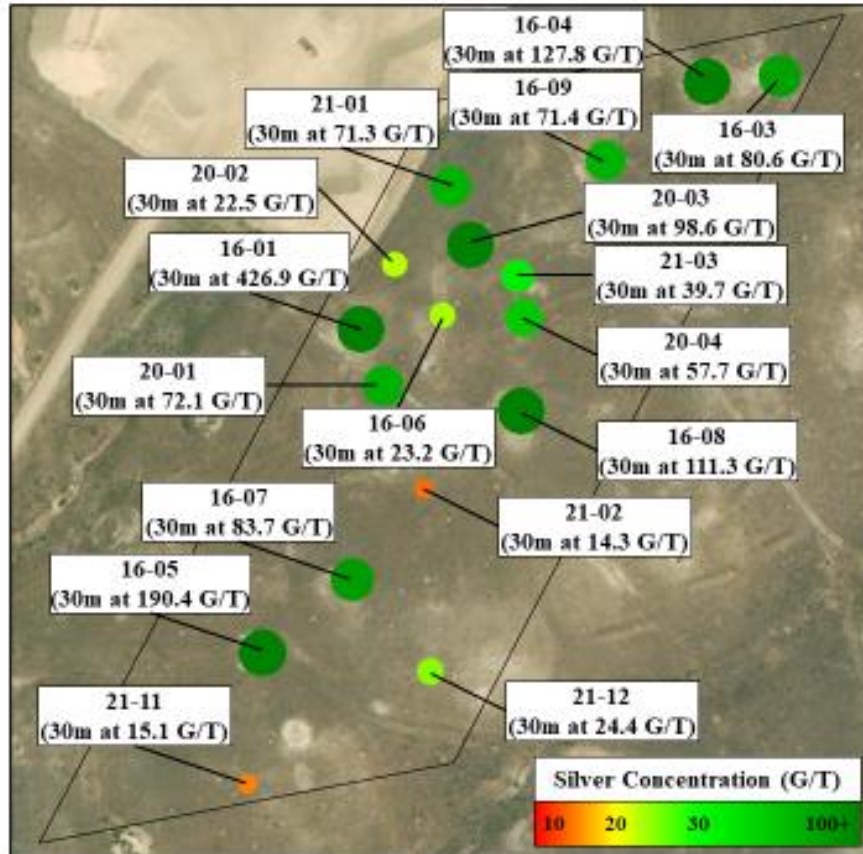 16-04
(30m at 127.8 G/T)
16-09
(30m at 71.4 G/T)
21-01
(30m at 71.3 G/T)
16-03
(30m at 80.6 G/T)
20-02
(30m at 22.5 G/T)
20-03
(30m at 98.6 G/T)
16-01
(30m at 426.9 G/T)
21-03
(30m at 39.7 G/T)
20-04
(30m at 57.7 G/T)
20-01
(30m at 72.1 G/T)
16-06
(30m at 23.2 G/T)
16-08
(30m at 111.3 G/T)
16-07
(30m at 83.7 G/T)
21-02
(30m at 14.3 G/T)
16-05
(30m at 190.4 G/T)
21-11
(30m at 15.1 G/T)
21-12
(30m at 24.4 G/T)
Silver Concentration (G/T)
10 20 30 100+